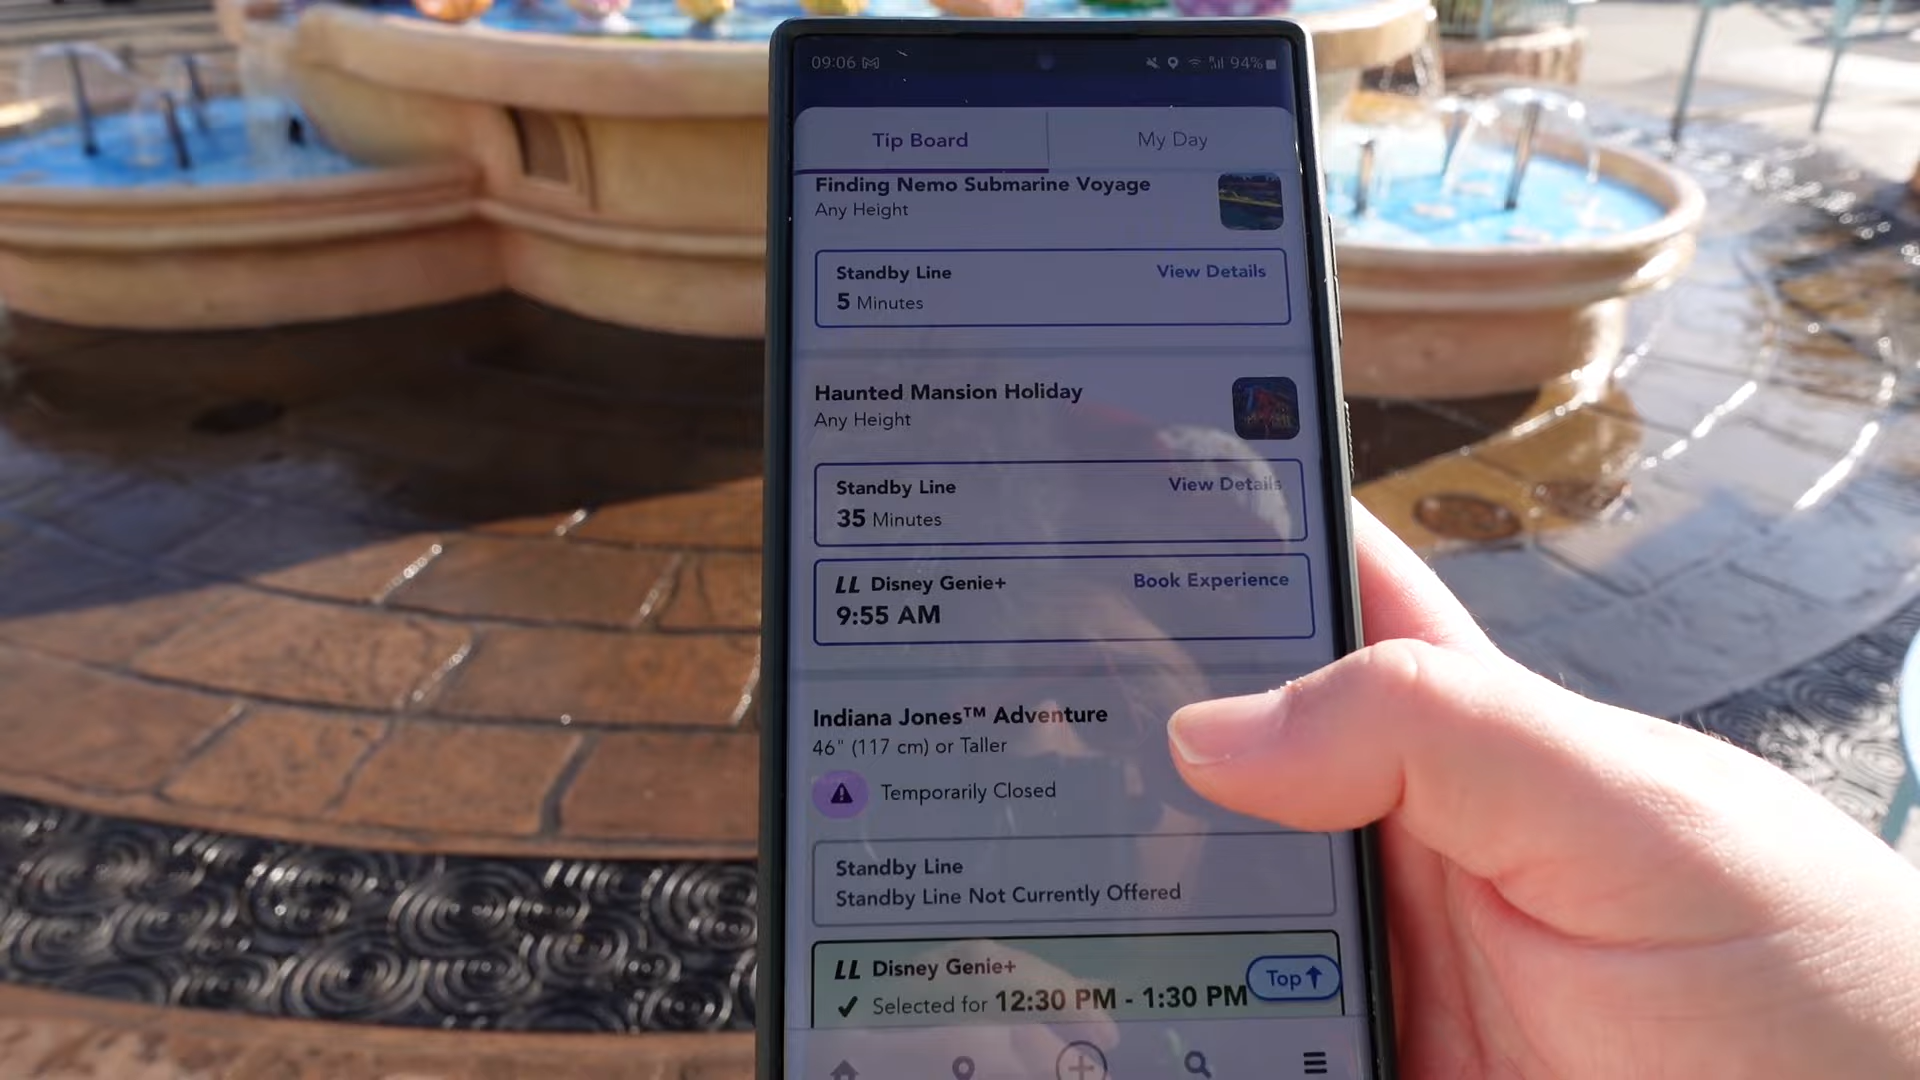 09:06
94%
Tip Board
My Day
Finding Nemo Submarine Voyage
Any Height
Standby Line
View Details
5 Minutes
Haunted Mansion Holiday
Any Height
Standby Line
View Details
35 Minutes
LL Disney Genie+
Book Experience
9:55 AM
Indiana Jones™ Adventure
46" (117 cm) or Taller
Temporarily Closed
Standby Line
Standby Line Not Currently Offered
LL Disney Genie+
Top
Selected for 12:30 PM - 1:30 PM